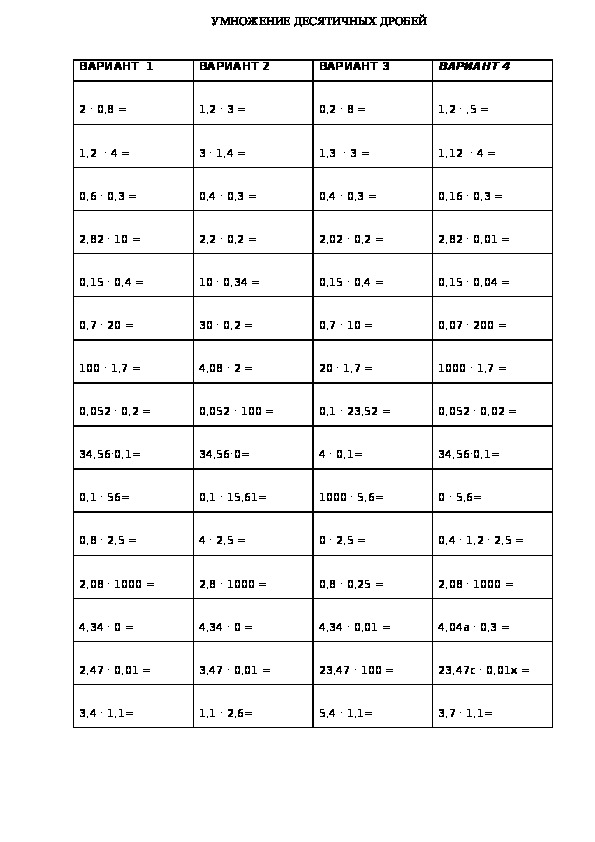 УМНОЖЕНИЕ ДЕСЯТИЧНЫХ ДРОБЕЙ
ВАРИАНТ 1 ВАРИАНТ 2 ВАРИАНТ 3 ВАРИАНТ 4
2 · 0,8 = 1,2 · 3 = 0,2 · 8 = 1,2 · ,5 =
1,2 · 4 = 3 · 1,4 = 1,3 · 3 = 1,12 · 4 =
0,6 · 0,3 = 0,4 · 0,3 = 0,4 · 0,3 = 0,16 · 0,3 =
2,82 · 10 = 2,2 · 0,2 = 2,02 · 0,2 = 2,82 · 0,01 =
0,15 · 0,4 = 10 · 0,34 = 0,15 · 0,4 = 0,15 · 0,04 =
0,7 · 20 = 30 · 0,2 = 0,7 · 10 = 0,07 · 200 =
100 · 1,7 = 4,08 · 2 = 20 · 1,7 = 1000 · 1,7 =
0,052 · 0,2 = 0,052 · 100 = 0,1 · 23,52 = 0,052 · 0,02 =
34,56·0,1= 34,56·0= 4 · 0,1= 34,56·0,1=
0,1 · 56= 0,1 · 15,61= 1000 · 5,6= 0 · 5,6=
0,8 · 2,5 = 4 · 2,5 = 0 · 2,5 = 0,4 · 1,2 · 2,5 =
2,08 · 1000 = 2,8 · 1000 = 0,8 · 0,25 = 2,08 · 1000 =
4,34 · 0 = 4,34 · 0 = 4,34 · 0,01 = 4,04а · 0,3 =
2,47 · 0,01 = 3,47 · 0,01 = 23,47 · 100 = 23,47с · 0,01х =
3,4 · 1,1= 1,1 · 2,6= 5,4 · 1,1= 3,7 · 1,1=